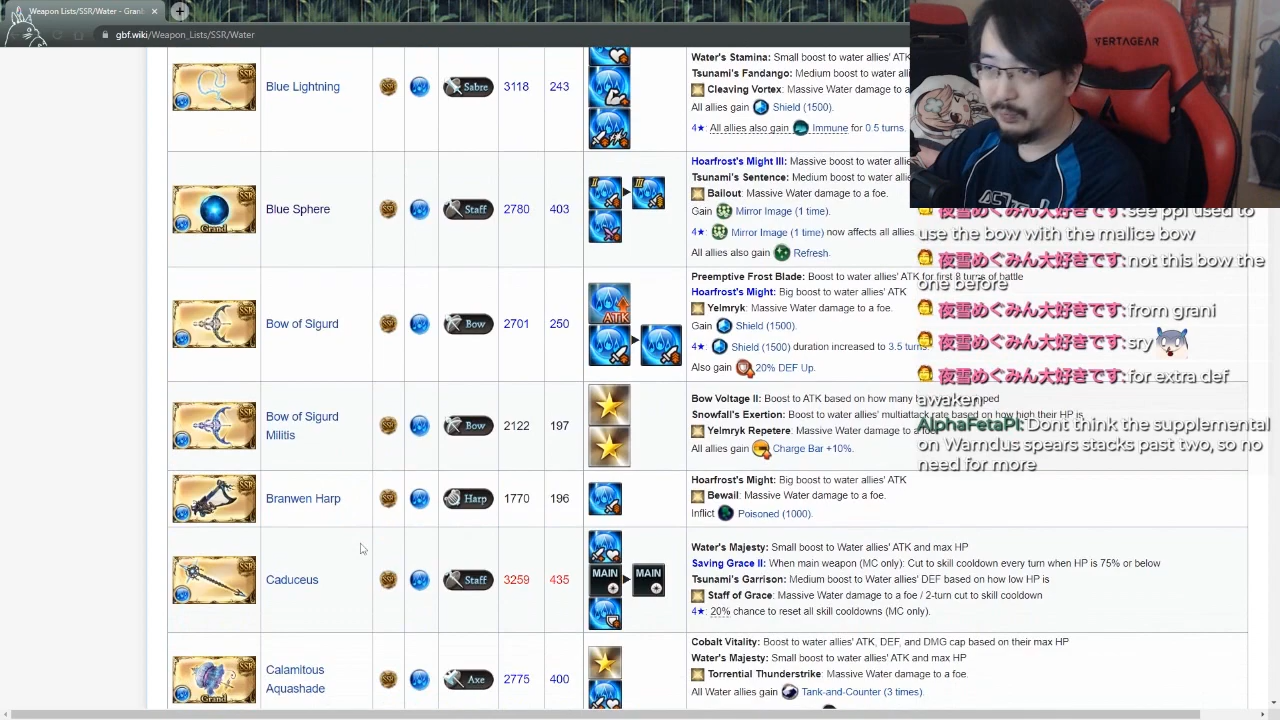 Weapon Lists/SSR/Water - Gran
gbf.wiki/Weapon_Lists/SSR/Water
VERTAGEAR
Water's Stamina: Small boost to water allies' ATK
Tsunami's Fandango: Medium boost to water allies'
Blue Lightning
Sabre
3118
243
Cleaving Vortex: Massive Water damage to a
All allies gain Shield (1500).
4★: All allies also gain Immune for 0.5 turns.
Hoarfrost's Might III: Massive boost to water allie
Tsunami's Sentence: Medium boost to water allie
Grand
Blue Sphere
Staff
2780
403
II
III
Bailout: Massive Water damage to a foe.
Gain Mirror Image (1 time).
4★: Mirror Image (1 time) now affects all allies
All allies also gain Refresh.
Preemptive Frost Blade: Boost to water allies' ATK for first 8 turns of battle
Hoarfrost's Might: Big boost to water allies' ATK
Bow of Sigurd
Bow
2701
250
ATK
Yelmryk: Massive Water damage to a foe.
Gain Shield (1500).
4★: Shield (1500) duration increased to 3.5 turns.
Also gain 20% DEF Up.
Bow of Sigurd
Militis
Bow
2122
197
Bow Voltage II: Boost to ATK based on how many
Snowfall's Exertion: Boost to water allies' multiattack rate based on how high their HP is
Yelmryk Repetere: Massive Water damage to a foe.
All allies gain Charge Bar +10%.
Branwen Harp
Harp
1770
196
Hoarfrost's Might: Big boost to water allies' ATK
Bewail: Massive Water damage to a foe.
Inflict Poisoned (1000).
Caduceus
Staff
3259
435
MAIN
MAIN
Water's Majesty: Small boost to Water allies' ATK and max HP
Saving Grace II: When main weapon (MC only): Cut to skill cooldown every turn when HP is 75% or below
Tsunami's Garrison: Medium boost to Water allies' DEF based on how low HP is
Staff of Grace: Massive Water damage to a foe / 2-turn cut to skill cooldown
4★: 20% chance to reset all skill cooldowns (MC only).
Calamitous
Aquashade
Grand
Axe
2775
400
Cobalt Vitality: Boost to water allies' ATK, DEF, and DMG cap based on their max HP
Water's Majesty: Small boost to water allies' ATK and max HP
Torrential Thunderstrike: Massive Water damage to a foe.
All Water allies gain Tank-and-Counter (3 times).
夜雪めぐみん大好きです: see ppl used to
use the bow with the malice bow
夜雪めぐみん大好きです: not this bow the
one before
夜雪めぐみん大好きです: from grani
夜雪めぐみん大好きです: sry
夜雪めぐみん大好きです: for extra def
awaken
AlphaFetaPI: Dont think the supplemental
on Wamdus spears stacks past two, so no
need for more